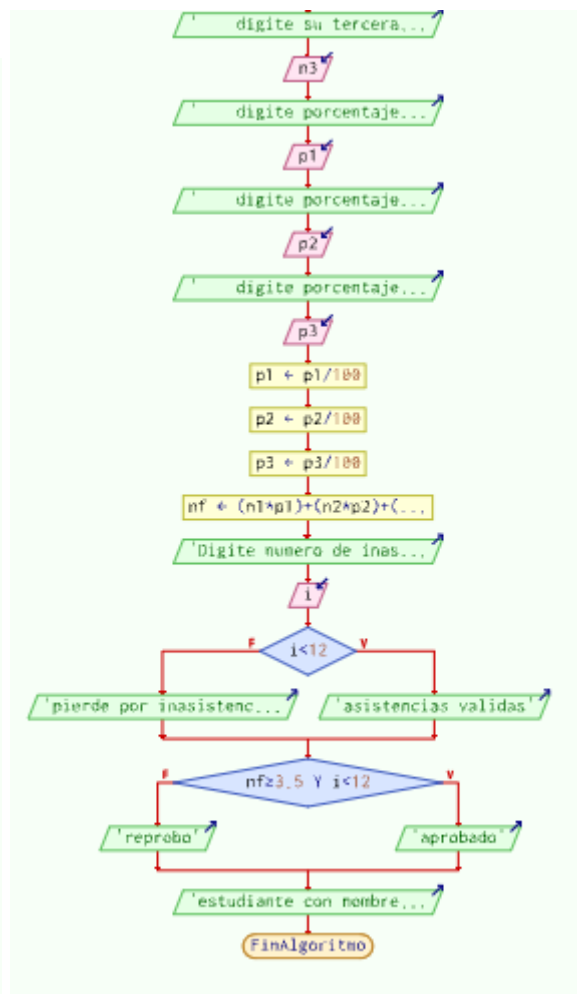 ' digite su tercera...
n3
' digite porcentaje...
p1
' digite porcentaje...
p2
' digite porcentaje...
p3
p1 ← p1/100
p2 ← p2/100
p3 ← p3/100
nf ← (n1*p1)+(n2*p2)+(...
'Digite numero de inas...
i
F i<12 V
'pierde por inasistenc... 'asistencias validas'
F nf≥3.5 Y i<12 V
'reprobo' 'aprobado'
'estudiante con nombre...
FinAlgoritmo